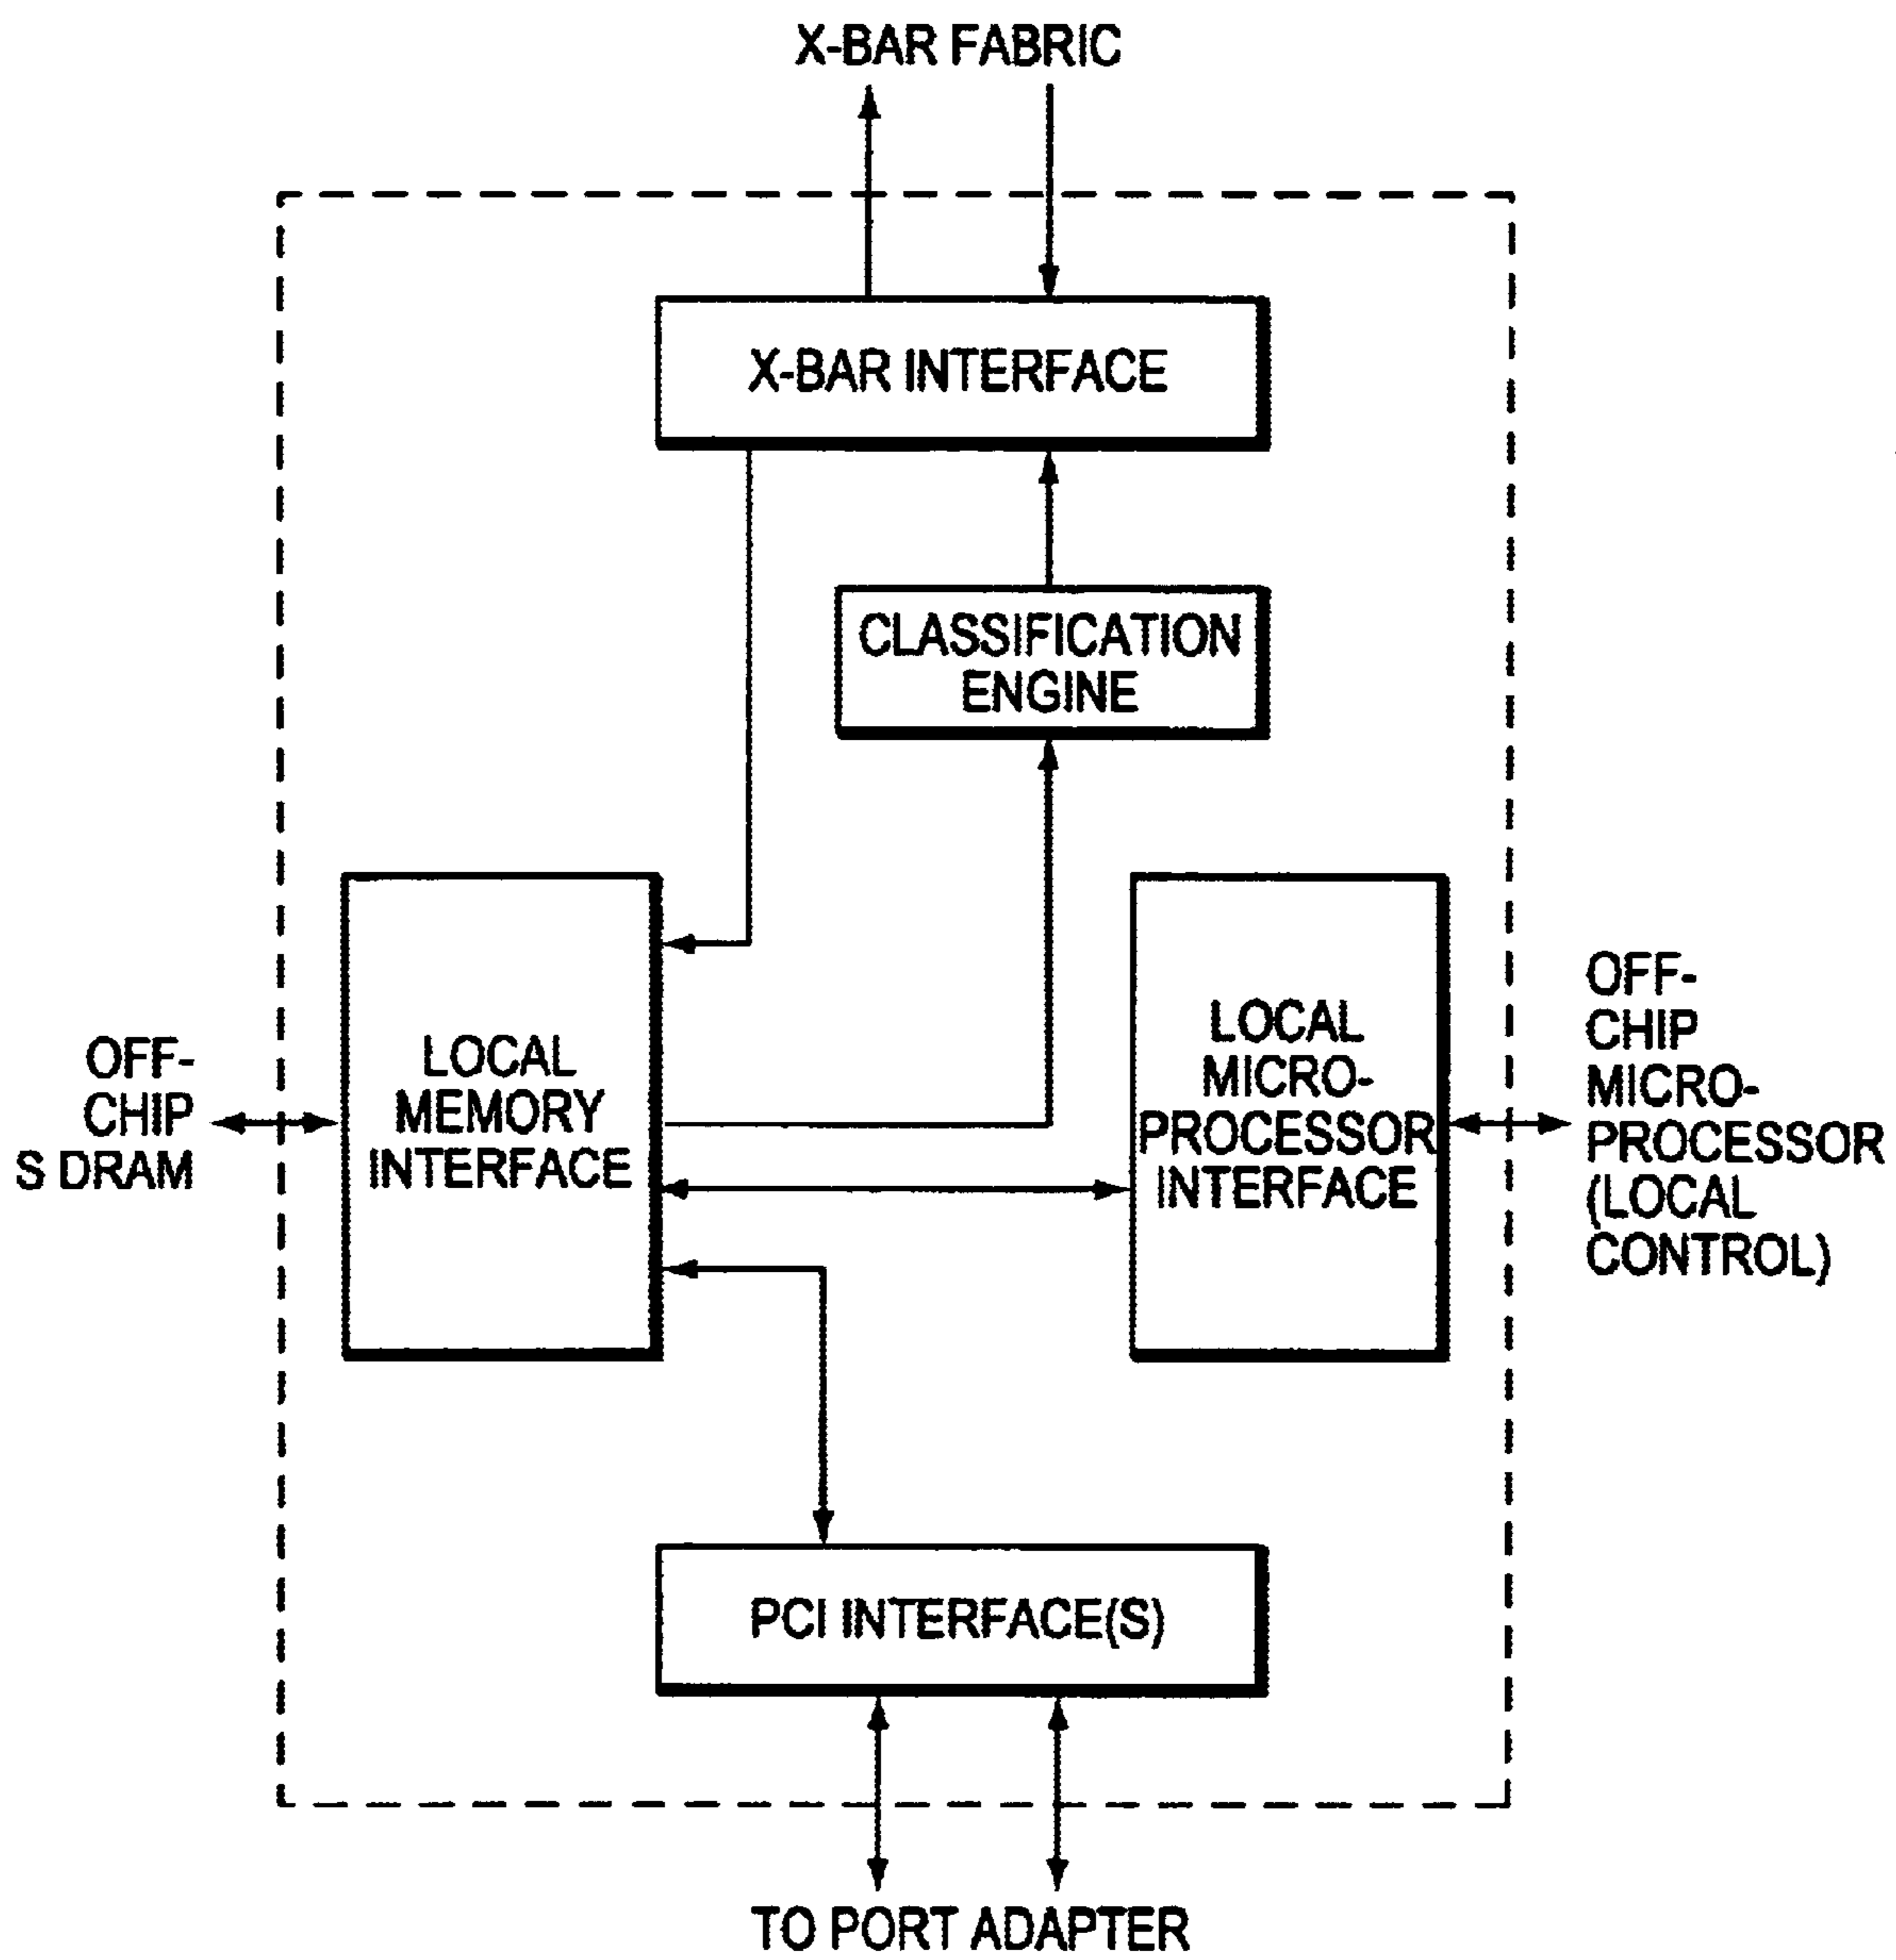 X-BAR FABRIC
X-BAR INTERFACE
CLASSIFICATION
ENGINE
OFF-
CHIP
S DRAM
LOCAL
MEMORY
INTERFACE
LOCAL
MICRO-
PROCESSOR
INTERFACE
OFF-
CHIP
MICRO-
PROCESSOR
(LOCAL
CONTROL)
PCI INTERFACE(S)
TO PORT ADAPTER